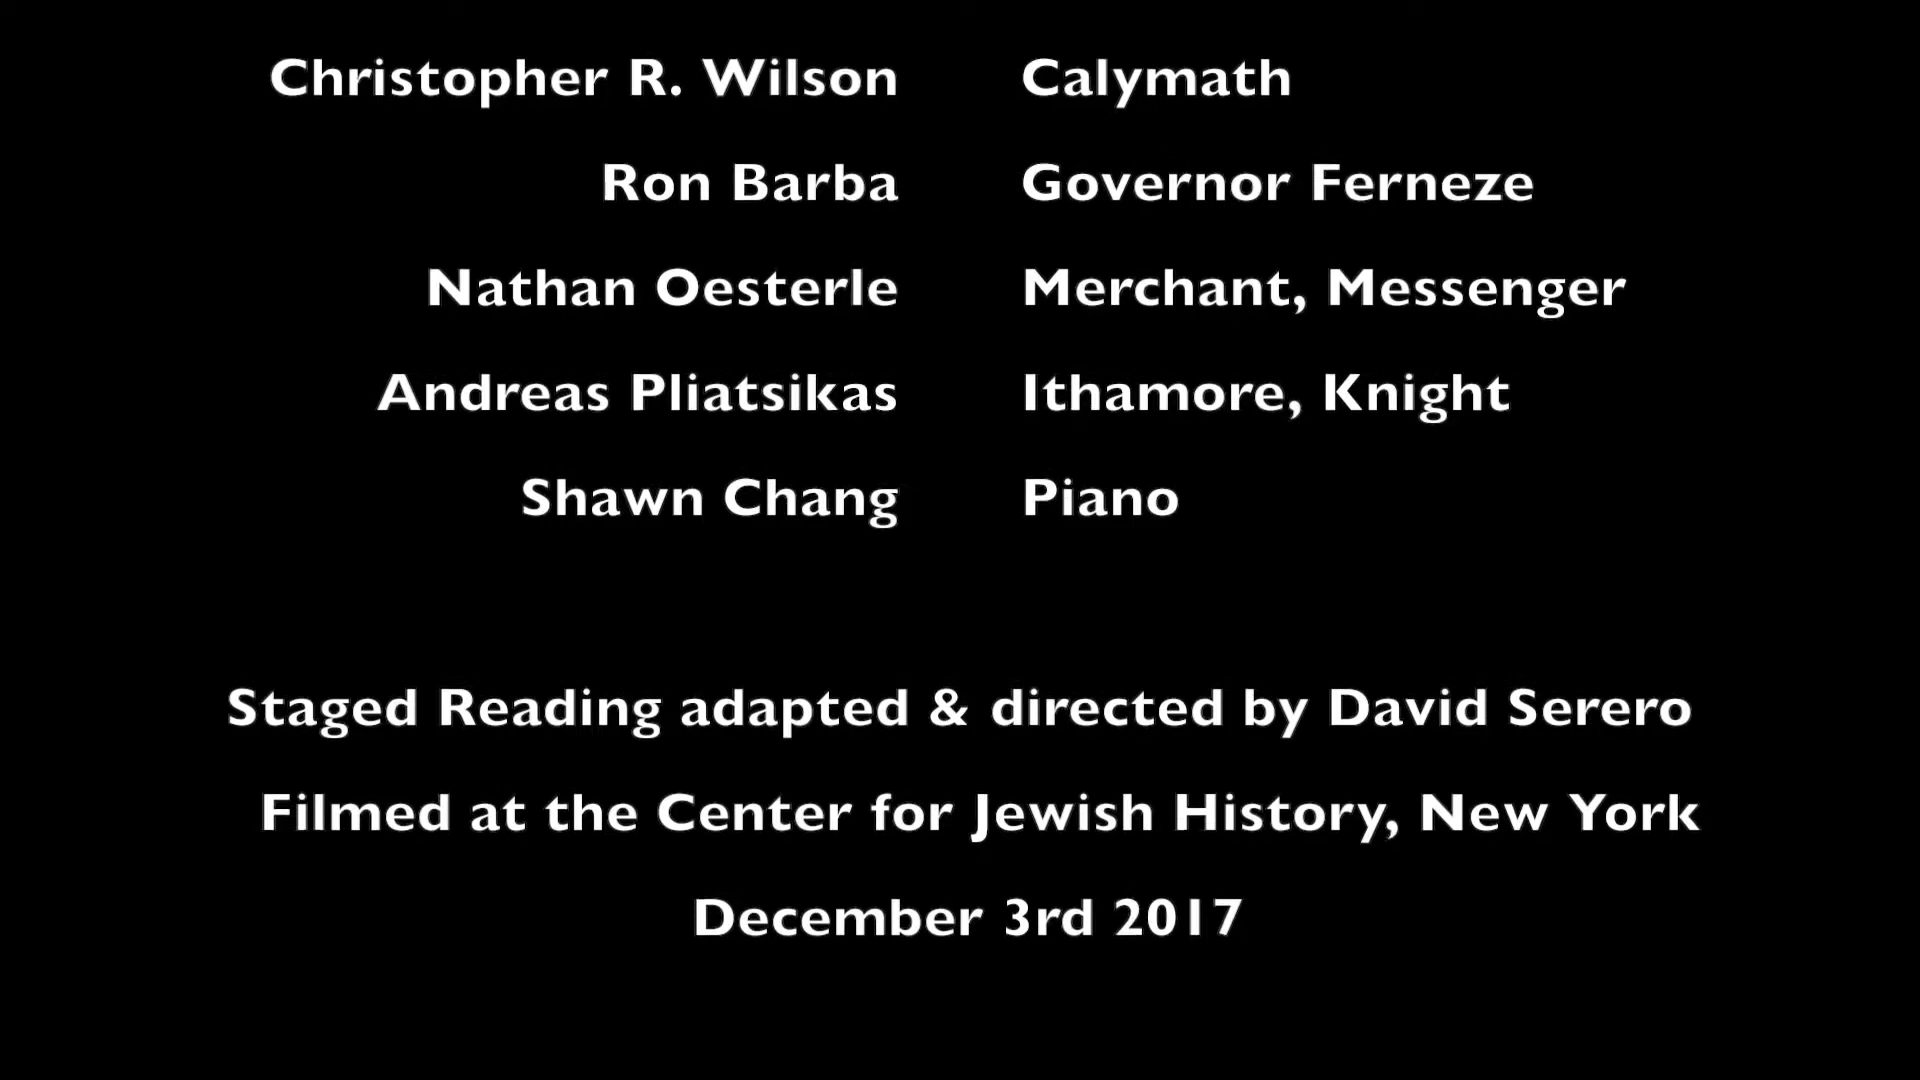 Christopher R. Wilson Calymath
Ron Barba Governor Ferneze
Nathan Oesterle Merchant, Messenger
Andreas Pliatsikas Ithamore, Knight
Shawn Chang Piano
Staged Reading adapted & directed by David Serero
Filmed at the Center for Jewish History, New York
December 3rd 2017